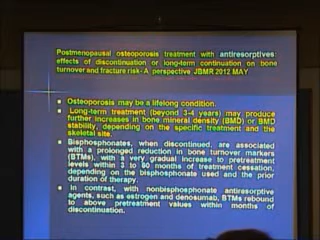 Postmenopausal osteoporosis treatment with antiresorptives:
effects of discontinuation or long-term continuation on bone
turnover and fracture risk- A perspective JBMR 2012 MAY
Osteoporosis may be a lifelong condition.
Long-term treatment (beyond 3-4 years) may produce
further increases in bone mineral density (BMD) or BMD
stability, depending on the specific treatment and the
skeletal site.
Bisphosphonates, when discontinued, are associated
with a prolonged reduction in bone turnover markers
(BTMs), with a very gradual increase to pretreatment
levels within 3 to 60 months of treatment cessation,
depending on the bisphosphonate used and the prior
duration of therapy.
In contrast, with nonbisphosphonate antiresorptive
agents, such as estrogen and denosumab, BTMs rebound
to above pretreatment values within months of
discontinuation.